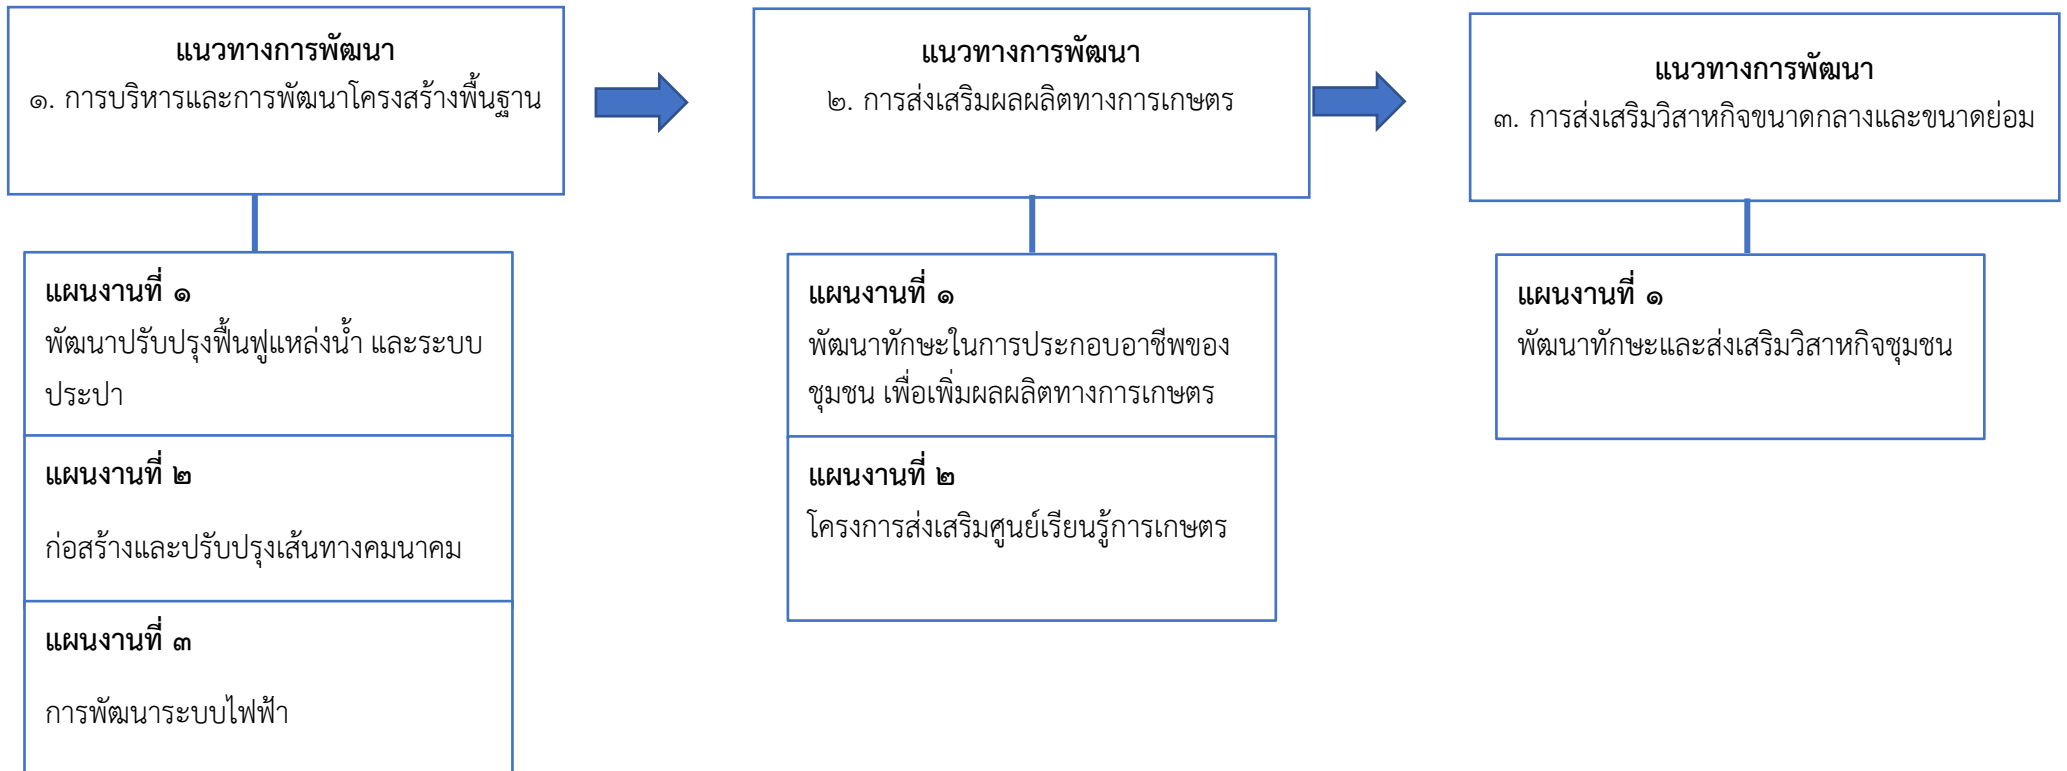 แนวทางการพัฒนา
๑. การบริหารและการพัฒนาโครงสร้างพื้นฐาน
แผนงานที่ ๑
พัฒนาปรับปรุงฟื้นฟูแหล่งน้ำ และระบบ
ประปา
แผนงานที่ ๒
ก่อสร้างและปรับปรุงเส้นทางคมนาคม
แผนงานที่ ๓
การพัฒนาระบบไฟฟ้า
แนวทางการพัฒนา
๒. การส่งเสริมผลผลิตทางการเกษตร
แผนงานที่ ๑
พัฒนาทักษะในการประกอบอาชีพของ
ชุมชน เพื่อเพิ่มผลผลิตทางการเกษตร
แผนงานที่ ๒
โครงการส่งเสริมศูนย์เรียนรู้การเกษตร
แนวทางการพัฒนา
๓. การส่งเสริมวิสาหกิจขนาดกลางและขนาดย่อม
แผนงานที่ ๑
พัฒนาทักษะและส่งเสริมวิสาหกิจชุมชน